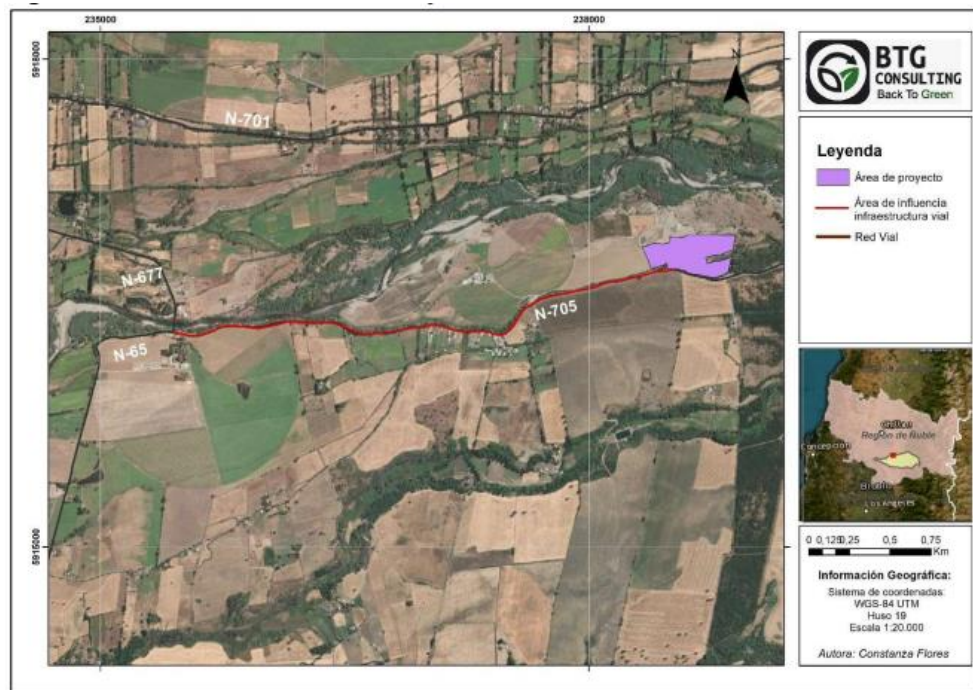 235000
238000
5918000
N-701
N-677
N-705
N-65
5915000
N
BTG
CONSULTING
Back To Green
Leyenda
Área de proyecto
Área de influencia
infraestructura vial
Red Vial
Concepción
Región de Ñuble
Los Angeles
0 0,125 0,25 0,5 0,75
Km
Información Geográfica:
Sistema de coordenadas:
WGS-84 UTM
Huso 19
Escala 1:20.000
Autora: Constanza Flores